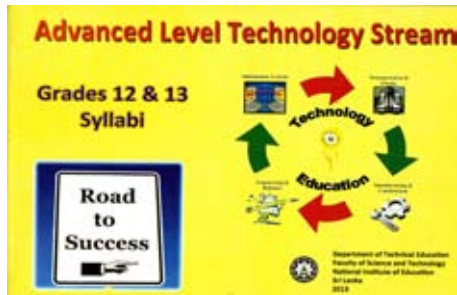 Advanced Level Technology Stream
Grades 12 & 13
Syllabi
Technology
Education
Road
to
Success
Department of Technical Education
Faculty of Science and Technology
National Institute of Education
Sri Lanka